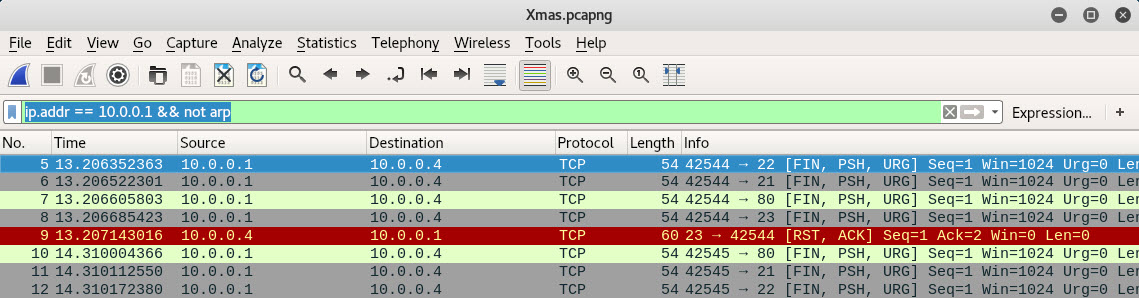 Xmas.pcapng
File Edit View Go Capture Analyze Statistics Telephony Wireless Tools Help
ip.addr == 10.0.0.1 && not arp Expression... +
No. Time Source Destination Protocol Length Info
5 13.206352363 10.0.0.1 10.0.0.4 TCP 54 42544 → 22 [FIN, PSH, URG] Seq=1 Win=1024 Urg=0 Len
6 13.206522301 10.0.0.1 10.0.0.4 TCP 54 42544 → 21 [FIN, PSH, URG] Seq=1 Win=1024 Urg=0 Len
7 13.206605803 10.0.0.1 10.0.0.4 TCP 54 42544 → 80 [FIN, PSH, URG] Seq=1 Win=1024 Urg=0 Len
8 13.206685423 10.0.0.1 10.0.0.4 TCP 54 42544 → 23 [FIN, PSH, URG] Seq=1 Win=1024 Urg=0 Len
9 13.207143016 10.0.0.4 10.0.0.1 TCP 60 23 → 42544 [RST, ACK] Seq=1 Ack=2 Win=0 Len=0
10 14.310004366 10.0.0.1 10.0.0.4 TCP 54 42545 → 80 [FIN, PSH, URG] Seq=1 Win=1024 Urg=0 Len
11 14.310112550 10.0.0.1 10.0.0.4 TCP 54 42545 → 21 [FIN, PSH, URG] Seq=1 Win=1024 Urg=0 Len
12 14.310172380 10.0.0.1 10.0.0.4 TCP 54 42545 → 22 [FIN, PSH, URG] Seq=1 Win=1024 Urg=0 Len